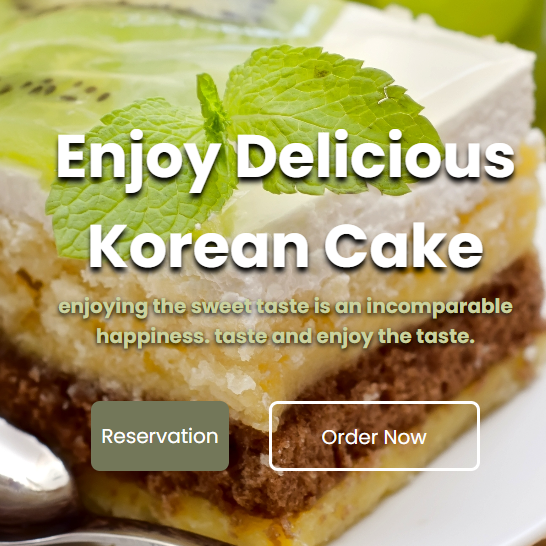 Enjoy Delicious
Korean Cake
enjoying the sweet taste is an incomparable
happiness. taste and enjoy the taste.
Reservation
Order Now